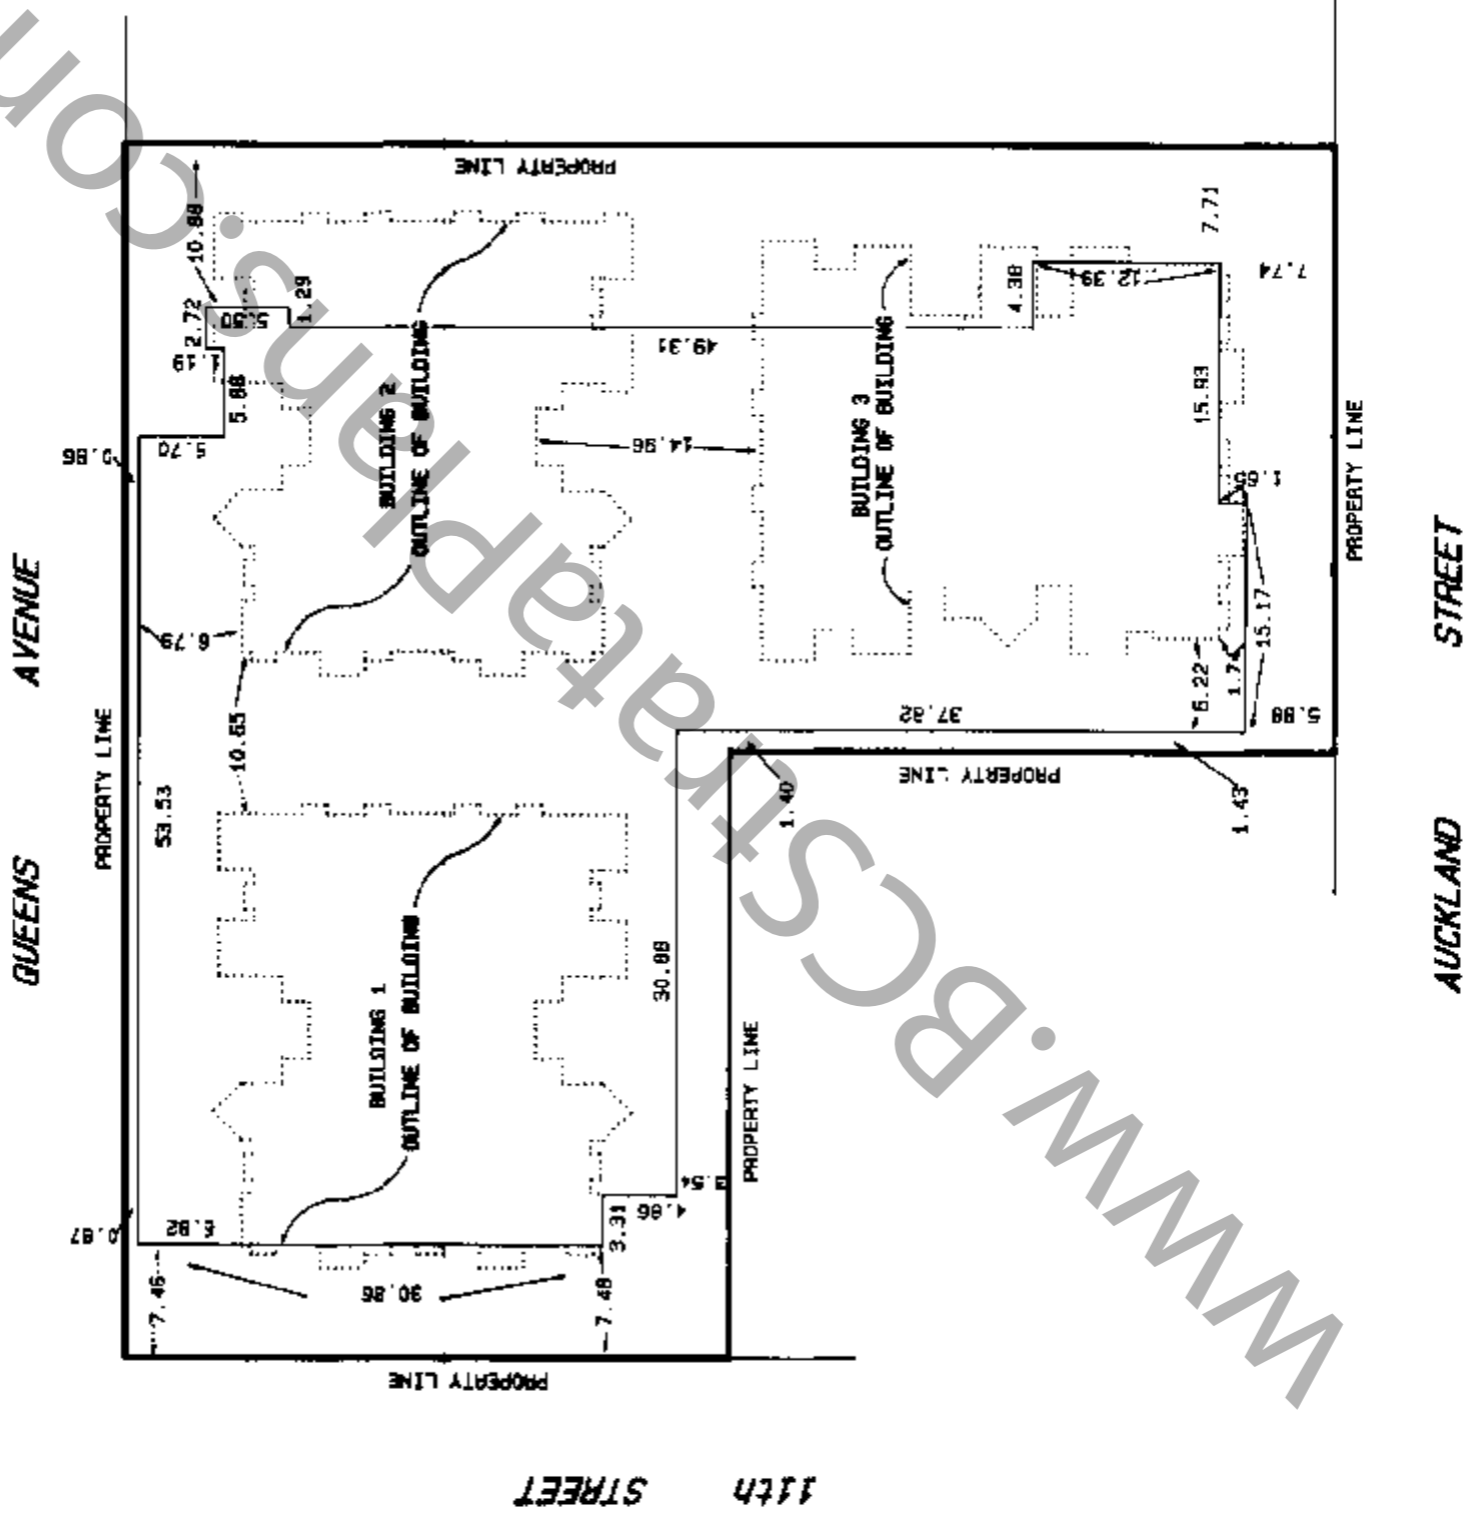 PROPERTY LINE
10.88
7.71
2.72
5.50
1.29
4.38
12.39
7.74
1.19
49.31
5.88
15.93
5.70
0.86
BUILDING 2
OUTLINE OF BUILDING
14.96
BUILDING 3
OUTLINE OF BUILDING
1.65
PROPERTY LINE
QUEENS AVENUE
AUCKLAND STREET
6.79
15.17
6.22
1.74
10.65
37.82
5.88
PROPERTY LINE
53.53
PROPERTY LINE
1.40
1.43
30.88
BUILDING 1
OUTLINE OF BUILDING
PROPERTY LINE
3.54
4.86
3.31
0.87
30.86
7.46
7.48
PROPERTY LINE
11th STREET
www.BCStrataPlans.con